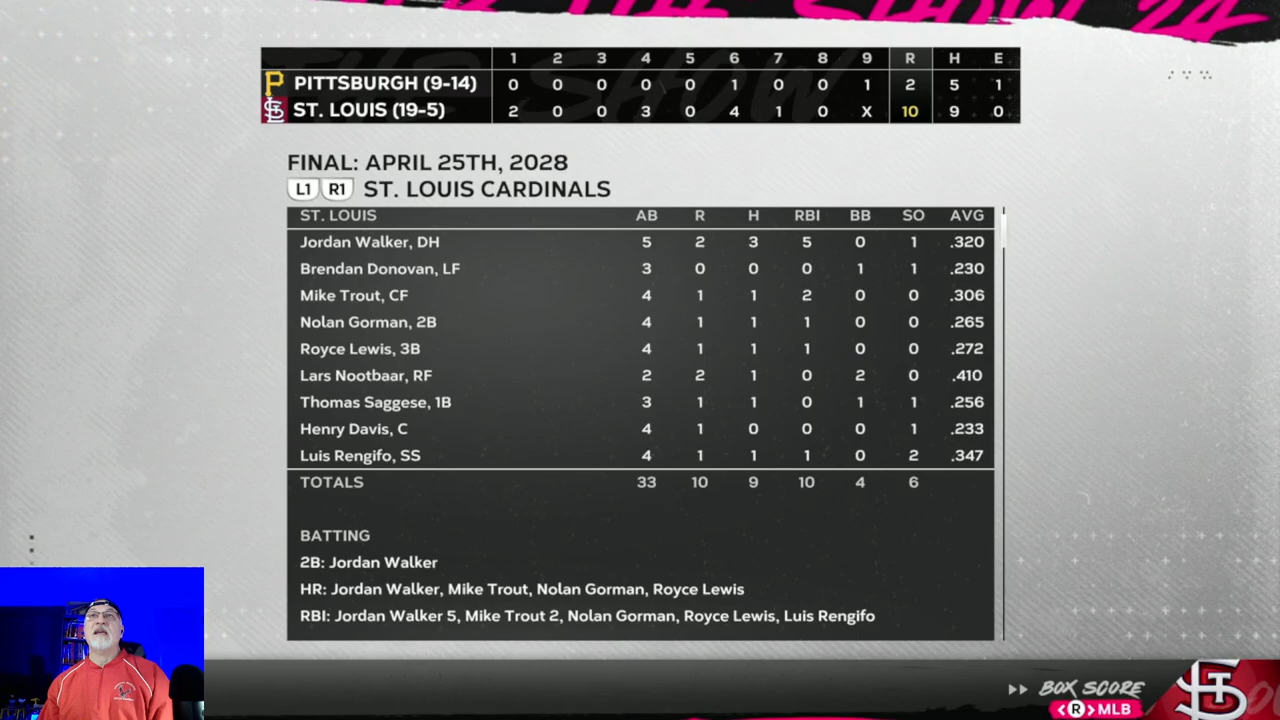 THE SHOW 24
1 2 3 4 5 6 7 8 9 R H E
PITTSBURGH (9-14) 0 0 0 0 0 1 0 0 1 2 5 1
ST. LOUIS (19-5) 2 0 0 3 0 4 1 0 X 10 9 0
FINAL: APRIL 25TH, 2028
L1 R1 ST. LOUIS CARDINALS
ST. LOUIS AB R H RBI BB SO AVG
Jordan Walker, DH 5 2 3 5 0 1 .320
Brendan Donovan, LF 3 0 0 0 1 1 .230
Mike Trout, CF 4 1 1 2 0 0 .306
Nolan Gorman, 2B 4 1 1 1 0 0 .265
Royce Lewis, 3B 4 1 1 1 0 0 .272
Lars Nootbaar, RF 2 2 1 0 2 0 .410
Thomas Saggese, 1B 3 1 1 0 1 1 .256
Henry Davis, C 4 1 0 0 0 1 .233
Luis Rengifo, SS 4 1 1 1 0 2 .347
TOTALS 33 10 9 10 4 6
BATTING
2B: Jordan Walker
HR: Jordan Walker, Mike Trout, Nolan Gorman, Royce Lewis
RBI: Jordan Walker 5, Mike Trout 2, Nolan Gorman, Royce Lewis, Luis Rengifo
BOX SCORE
<R> MLB